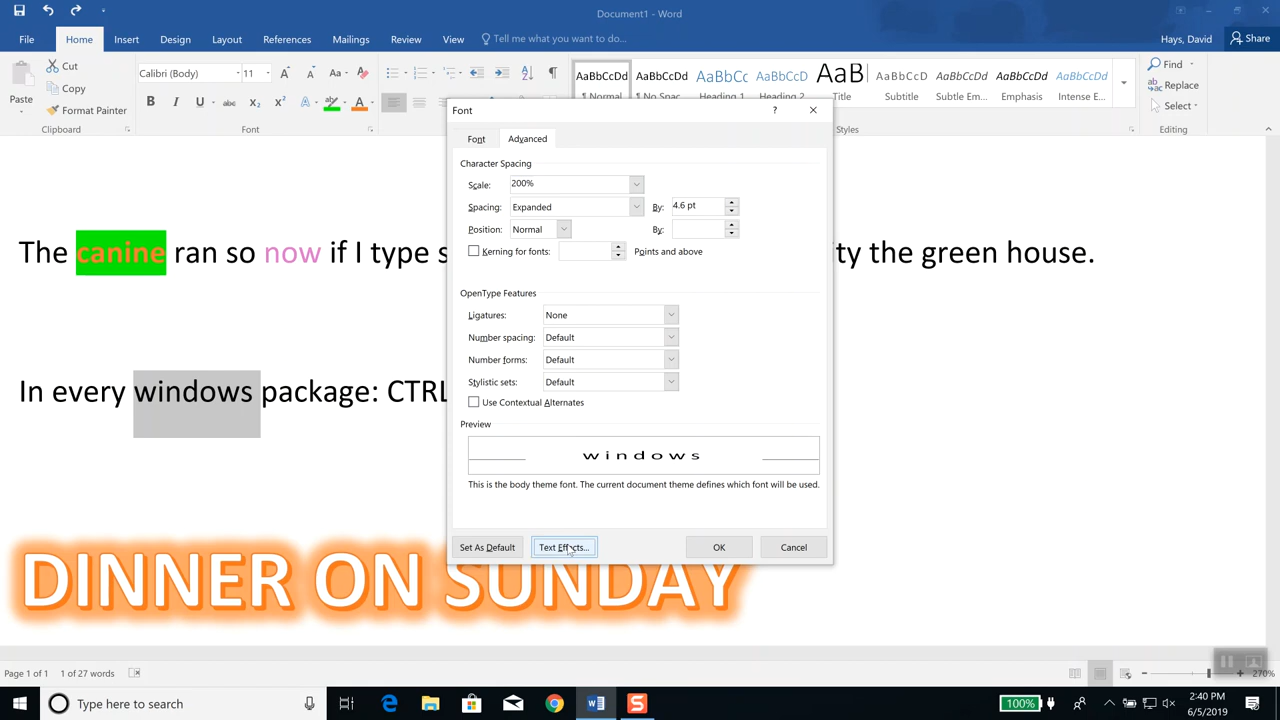 Document1 - Word
File Home Insert Design Layout References Mailings Review View Tell me what you want to do... Hays, David Share
Cut
Copy
Format Painter
Paste
Clipboard
Calibri (Body) 11
Aa
B I U abc X₂ X² A A
Font
AaBbCcDd AaBbCcDd AaBbCc AaBbCcDd AaB AaBbCcDd AaBbCcDd AaBbCcDd AaBbCcDd
¶ Normal ¶ No Spac... Heading 1 Heading 2 Title Subtitle Subtle Em... Emphasis Intense E...
Styles
Find
Replace
Select
Editing
Font
? ×
Font Advanced
Character Spacing
Scale: 200%
Spacing: Expanded By: 4.6 pt
Position: Normal By:
Kerning for fonts: Points and above
OpenType Features
Ligatures: None
Number spacing: Default
Number forms: Default
Stylistic sets: Default
Use Contextual Alternates
Preview
windows
This is the body theme font. The current document theme defines which font will be used.
Set As Default Text Effects... OK Cancel
The canine ran so now if I type s ty the green house.
In every windows package: CTRL
DINNER ON SUNDAY
Page 1 of 1 1 of 27 words 270%
Type here to search
100%
2:40 PM
6/5/2019